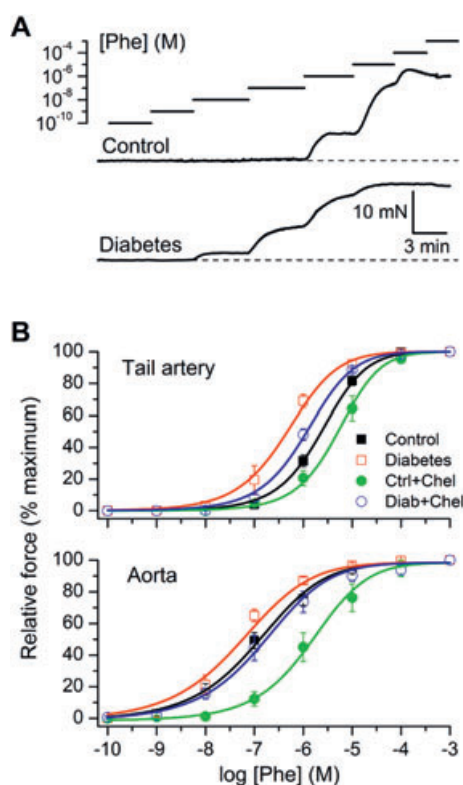 A
[Phe] (M)
10⁻⁴
10⁻⁶
10⁻⁸
10⁻¹⁰
Control
Diabetes
10 mN
3 min
B
Relative force (% maximum)
100
80
60
40
20
0
Tail artery
Control
Diabetes
Ctrl+Chel
Diab+Chel
100
80
60
40
20
0
Aorta
-10 -9 -8 -7 -6 -5 -4 -3
log [Phe] (M)